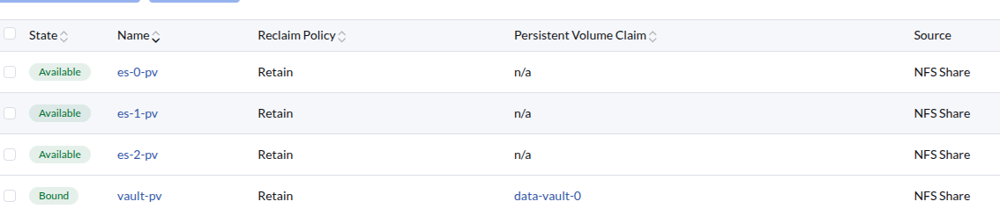 State Name Reclaim Policy Persistent Volume Claim Source
Available es-0-pv Retain n/a NFS Share
Available es-1-pv Retain n/a NFS Share
Available es-2-pv Retain n/a NFS Share
Bound vault-pv Retain data-vault-0 NFS Share